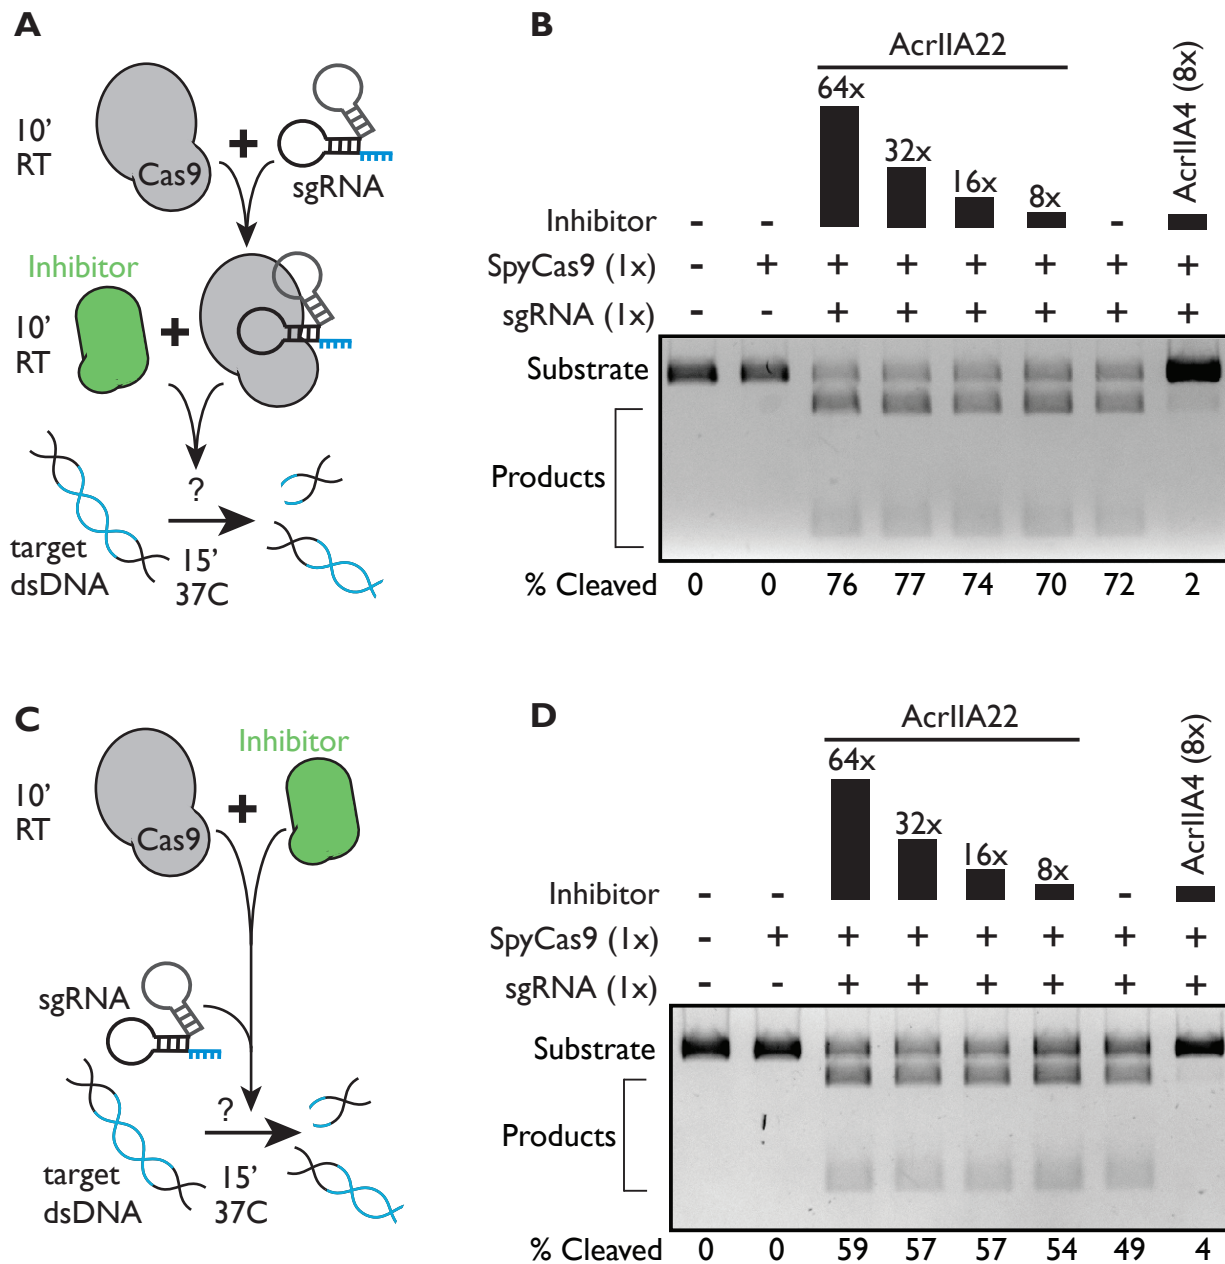 A
10'
RT
Cas9
sgRNA
Inhibitor
10'
RT
?
target
dsDNA
15'
37C
B
AcrIIA22
64x
32x
16x
8x
AcrIIA4 (8x)
Inhibitor - - -
SpyCas9 (1x) - + + + + + + +
sgRNA (1x) - - + + + + + +
Substrate
Products
% Cleaved 0 0 76 77 74 70 72 2
C
10'
RT
Cas9
Inhibitor
sgRNA
?
target
dsDNA
15'
37C
D
AcrIIA22
64x
32x
16x
8x
AcrIIA4 (8x)
Inhibitor - - -
SpyCas9 (1x) - + + + + + + +
sgRNA (1x) - - + + + + + +
Substrate
Products
% Cleaved 0 0 59 57 57 54 49 4